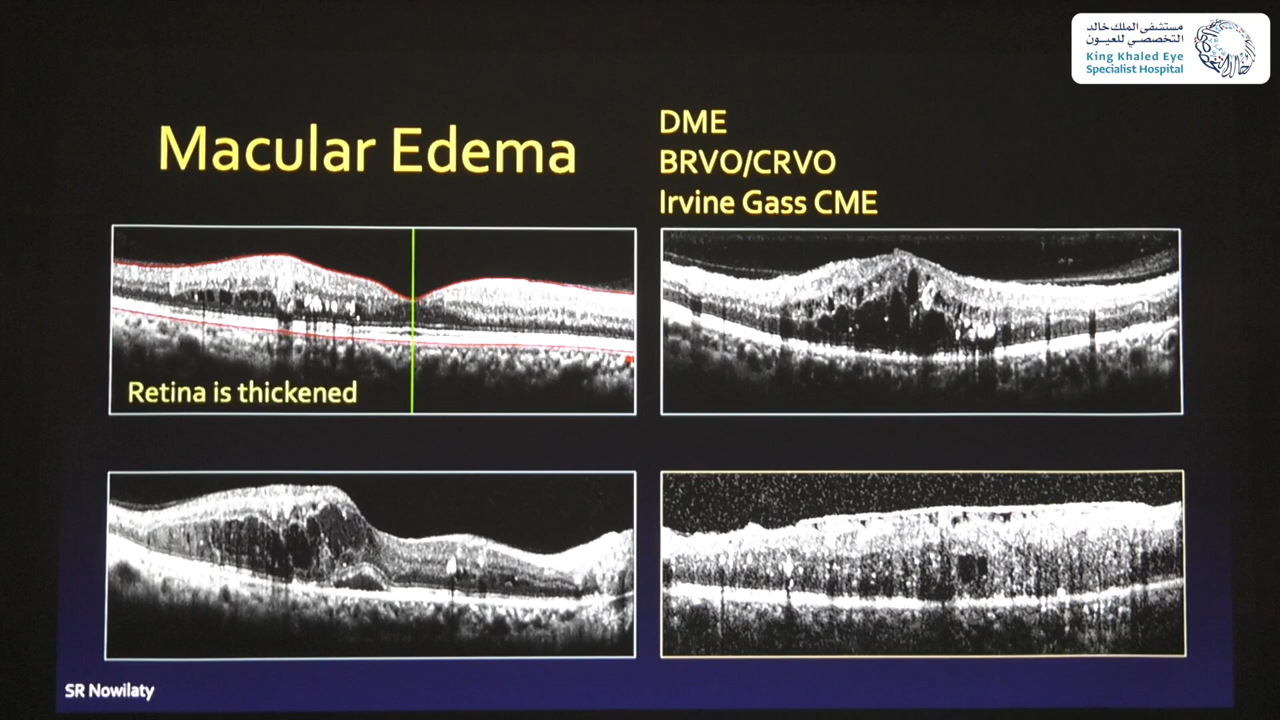 مستشفى الملك خالد
التخصصي للعيون
King Khaled Eye
Specialist Hospital
Macular Edema
DME
BRVO/CRVO
Irvine Gass CME
Retina is thickened
SR Nowilaty